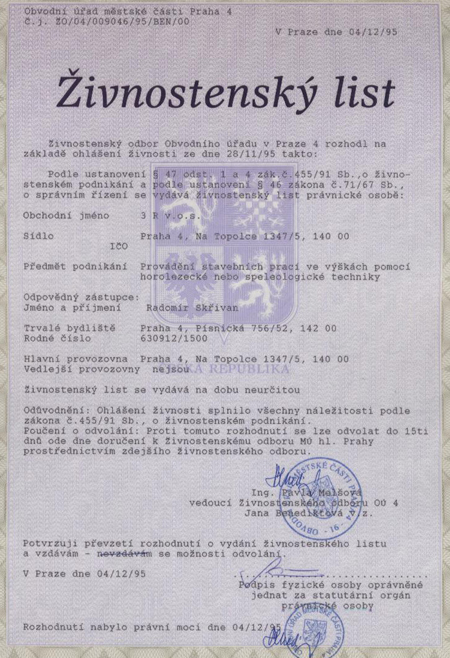 Obvodní úřad městské části Praha 4
Č.j. ŽO/04/009046/95/BEN/00
V Praze dne 04/12/95
Živnostenský list
Živnostenský odbor Obvodního úřadu v Praze 4 rozhodl na
základě ohlášení živnosti ze dne 28/11/95 takto:
Podle ustanovení § 47 odst. 1 a 4 zák.č.455/91 Sb.,o živno-
stenském podnikání a podle ustanovení § 46 zákona č.71/67 Sb.,
o správním řízení se vydává živnostenský list právnické osobě:
Obchodní jméno 3 R v.o.s.
Sídlo Praha 4, Na Topolce 1347/5, 140 00
IČO
Předmět podnikání Provádění stavebních prací ve výškách pomocí
horolezecké nebo speleologické techniky
Odpovědný zástupce:
Jméno a příjmení Radomír Skřivan
Trvalé bydliště Praha 4, Písnická 756/52, 142 00
Rodné číslo 630912/1500
Hlavní provozovna Praha 4, Na Topolce 1347/5, 140 00
Vedlejší provozovny nejsou
REPUBLIKA
Živnostenský list se vydává na dobu neurčitou
Odůvodnění: Ohlášení živnosti splnilo všechny náležitosti podle
zákona č.455/91 Sb., o živnostenském podnikání.
Poučení o odvolání: Proti tomuto rozhodnutí se lze odvolat do 15ti
dnů ode dne doručení k Živnostenskému odboru MÚ hl. Prahy
prostřednictvím zdejšího živnostenského odboru.
Ing. Pavla Malšová
vedoucí Živnostenského odboru OÚ 4
Jana Benediktová v.z.
Potvrzuji převzetí rozhodnutí o vydání živnostenského listu
a vzdávám - nevzdávám se možnosti odvolání.
V Praze dne 04/12/95
Podpis fyzické osoby oprávněné
jednat za statutární orgán
právnické osoby
Rozhodnutí nabylo právní moci dne 04/12/95